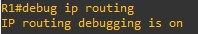 R1#debug ip routing
IP routing debugging is on